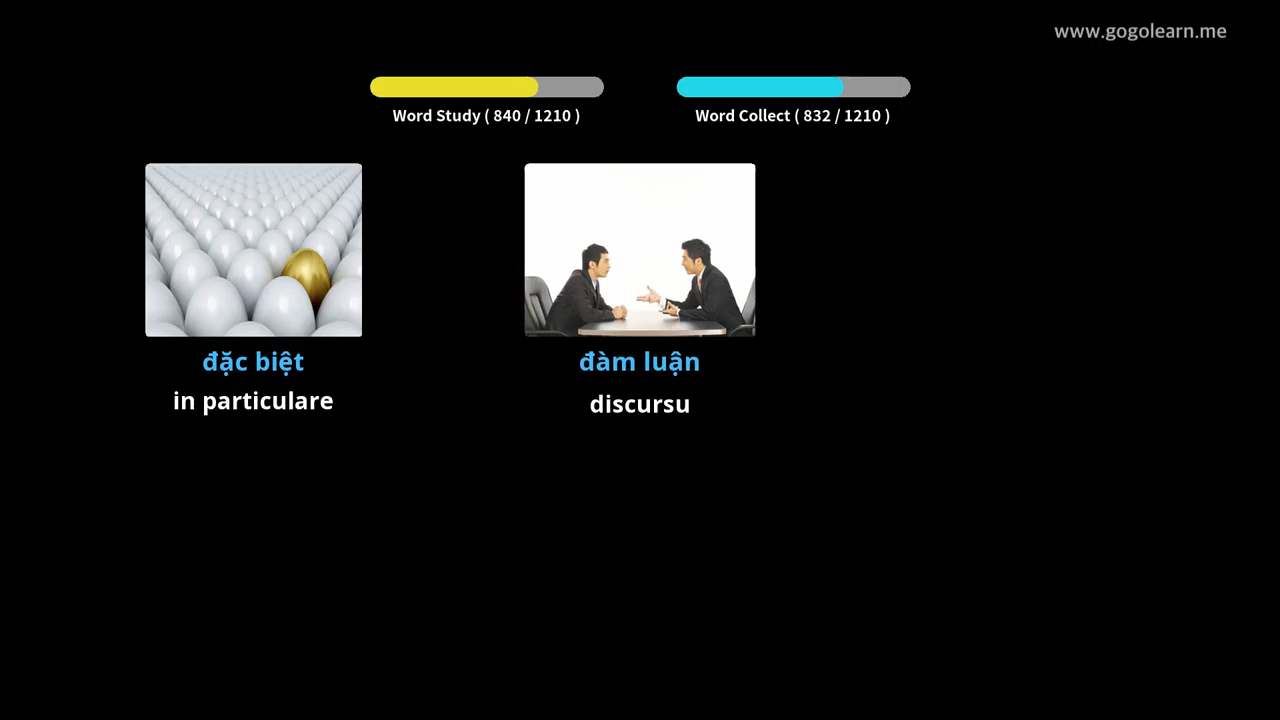 www.gogolearn.me
Word Study ( 840 / 1210 )
Word Collect ( 832 / 1210 )
đặc biệt
in particulare
đàm luận
discursu